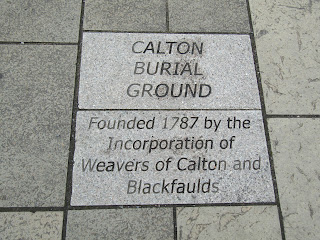 CALTON
BURIAL
GROUND
Founded 1787 by the
Incorporation of
Weavers of Calton and
Blackfaulds